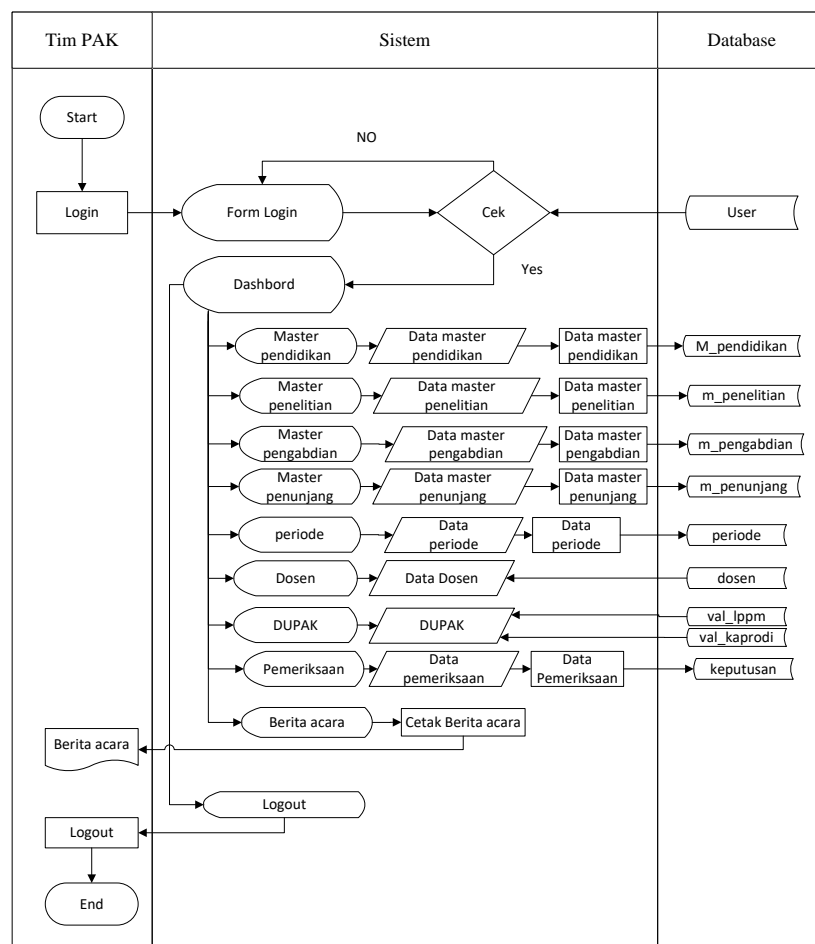 Tim PAK
Sistem
Database
Start
NO
Login
Form Login
Cek
User
Yes
Dashbord
Master
pendidikan
Data master
pendidikan
Data master
pendidikan
M_pendidikan
Master
penelitian
Data master
penelitian
Data master
penelitian
m_penelitian
Master
pengabdian
Data master
pengabdian
Data master
pengabdian
m_pengabdian
Master
penunjang
Data master
penunjang
Data master
penunjang
m_penunjang
periode
Data
periode
Data
periode
periode
Dosen
Data Dosen
dosen
DUPAK
DUPAK
val_lppm
val_kaprodi
Pemeriksaan
Data
pemeriksaan
Data
Pemeriksaan
keputusan
Berita acara
Cetak Berita acara
Berita acara
Logout
Logout
End